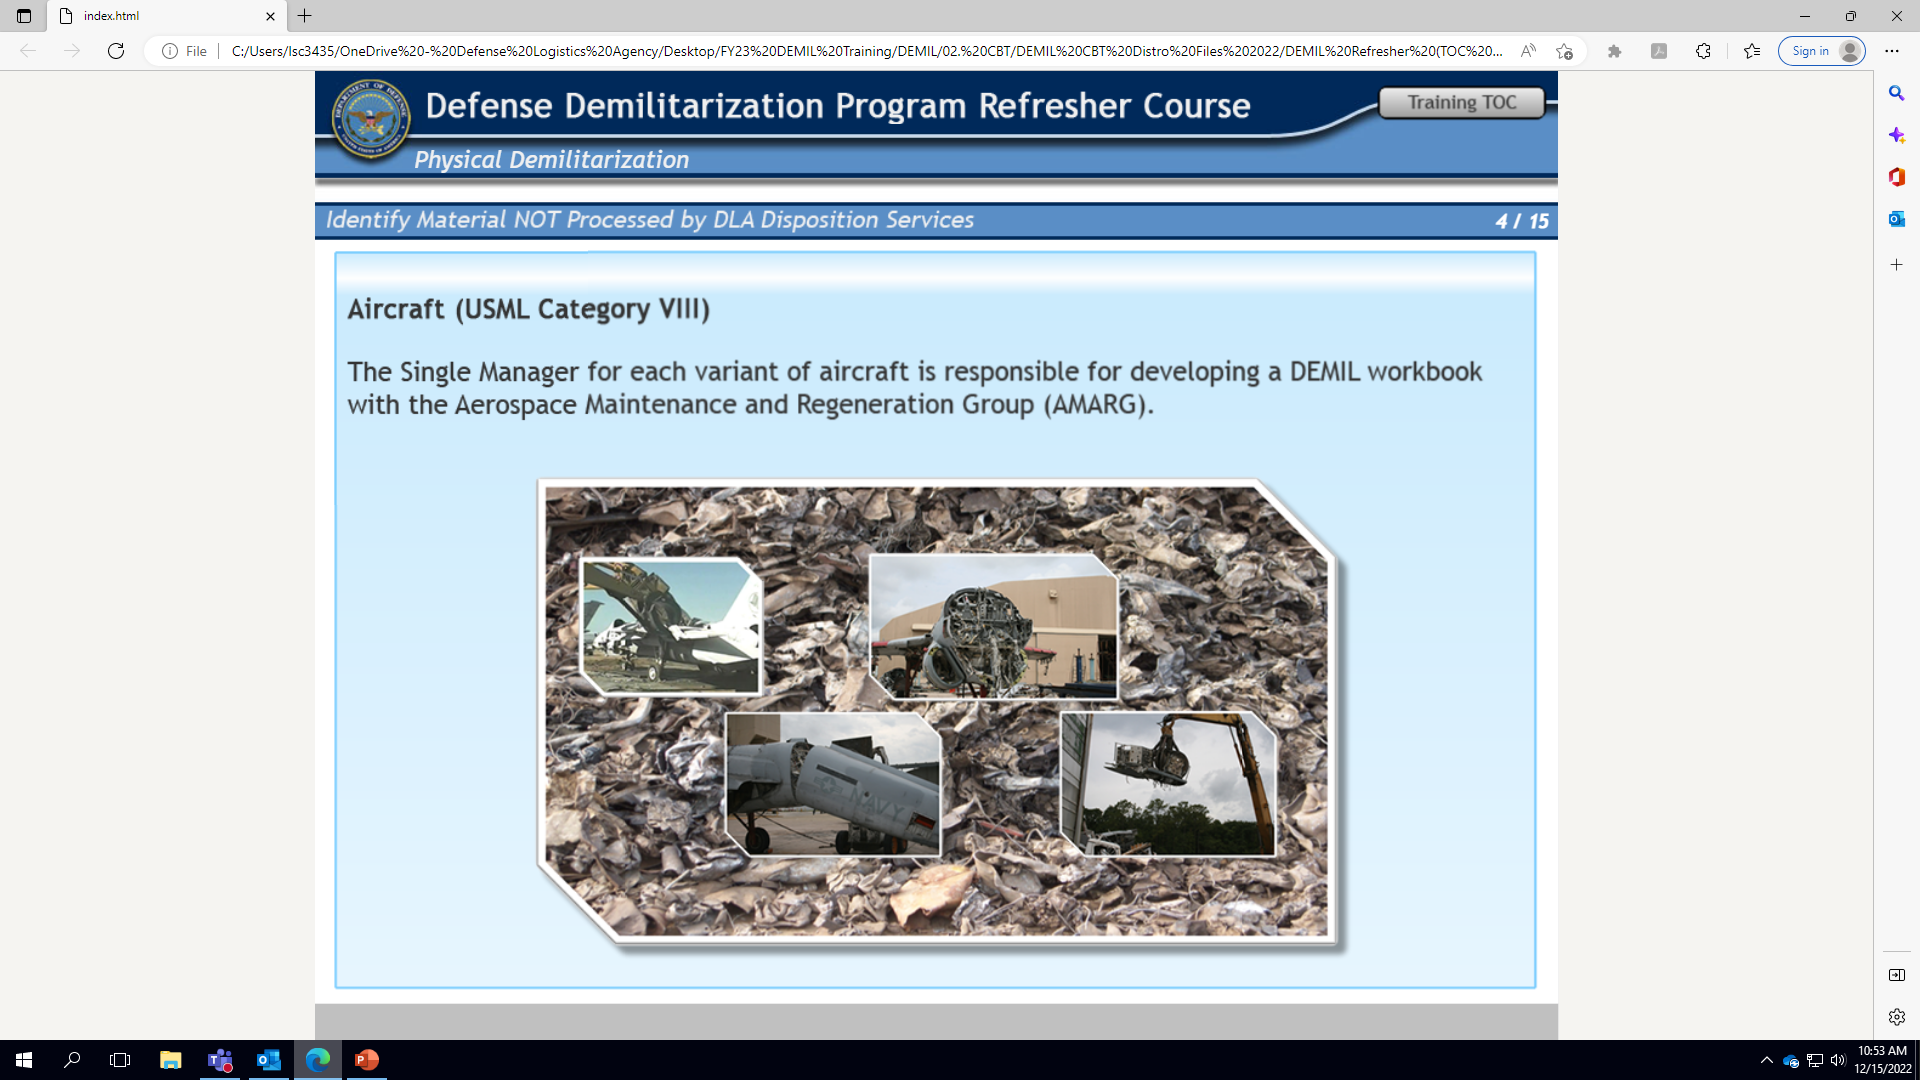 index.html
File
C:/Users/lsc3435/OneDrive%20-%20Defense%20Logistics%20Agency/Desktop/FY23%20DEMIL%20Training/DEMIL/02.%20CBT/DEMIL%20CBT%20Distro%20Files%202022/DEMIL%20Refresher%20(TOC%20...
Sign in
Defense Demilitarization Program Refresher Course
Training TOC
Physical Demilitarization
Identify Material NOT Processed by DLA Disposition Services
4 / 15
Aircraft (USML Category VIII)
The Single Manager for each variant of aircraft is responsible for developing a DEMIL workbook
with the Aerospace Maintenance and Regeneration Group (AMARG).
NAVY
10:53 AM
12/15/2022